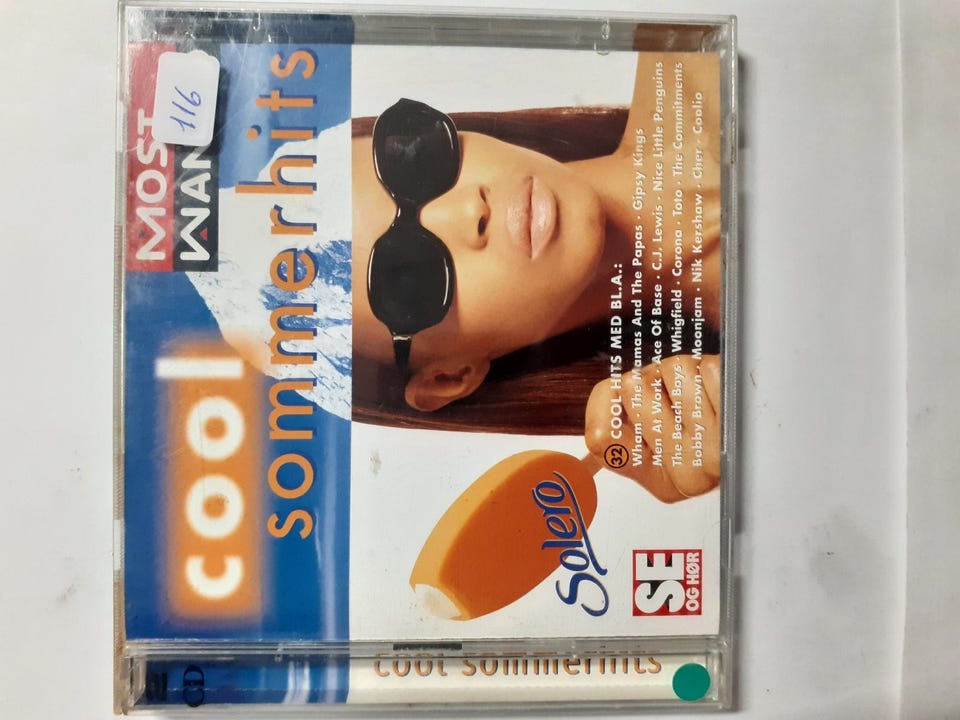 MOST
WAN
116
cool
sommerhits
32 COOL HITS MED BL.A.:
Wham · The Mamas And The Papas · Gipsy Kings
Men At Work · Ace Of Base · C.J. Lewis · Nice Little Penguins
The Beach Boys · Whigfield · Corona · Toto · The Commitments
Bobby Brown · Moonjam · Nik Kershaw · Cher · Coolio
Solero
SE
OG HØR
CD
cool sommerhits